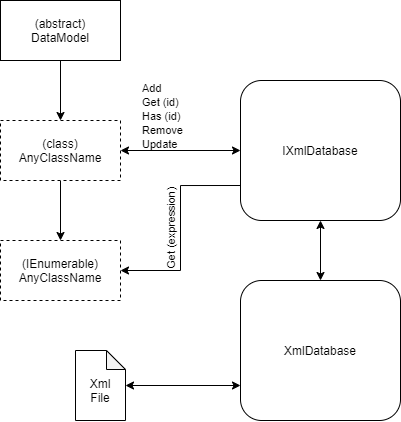 (abstract)
DataModel
Add
Get (id)
Has (id)
Remove
Update
(class)
AnyClassName
IXmlDatabase
Get (expression)
(IEnumerable)
AnyClassName
XmlDatabase
Xml
File